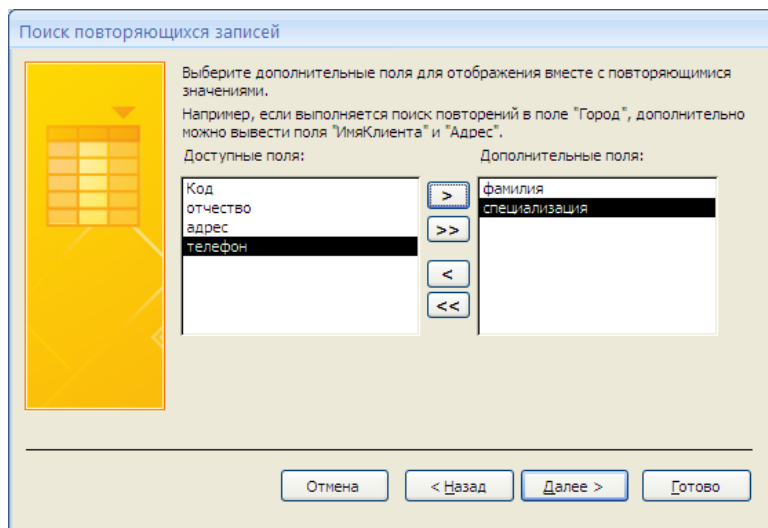 Поиск повторяющихся записей
Выберите дополнительные поля для отображения вместе с повторяющимися
значениями.
Например, если выполняется поиск повторений в поле "Город", дополнительно
можно вывести поля "ИмяКлиента" и "Адрес".
Доступные поля:
Дополнительные поля:
Код
отчество
адрес
телефон
>
>>
<
<<
фамилия
специализация
Отмена
< Назад
Далее >
Готово